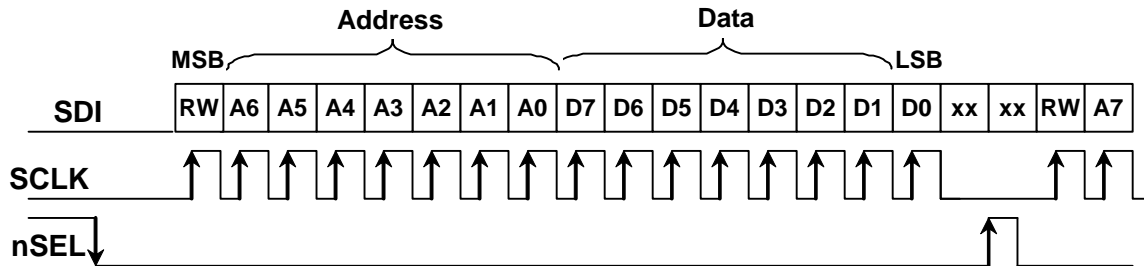 Address Data
MSB LSB
SDI RW A6 A5 A4 A3 A2 A1 A0 D7 D6 D5 D4 D3 D2 D1 D0 xx xx RW A7
SCLK
nSEL